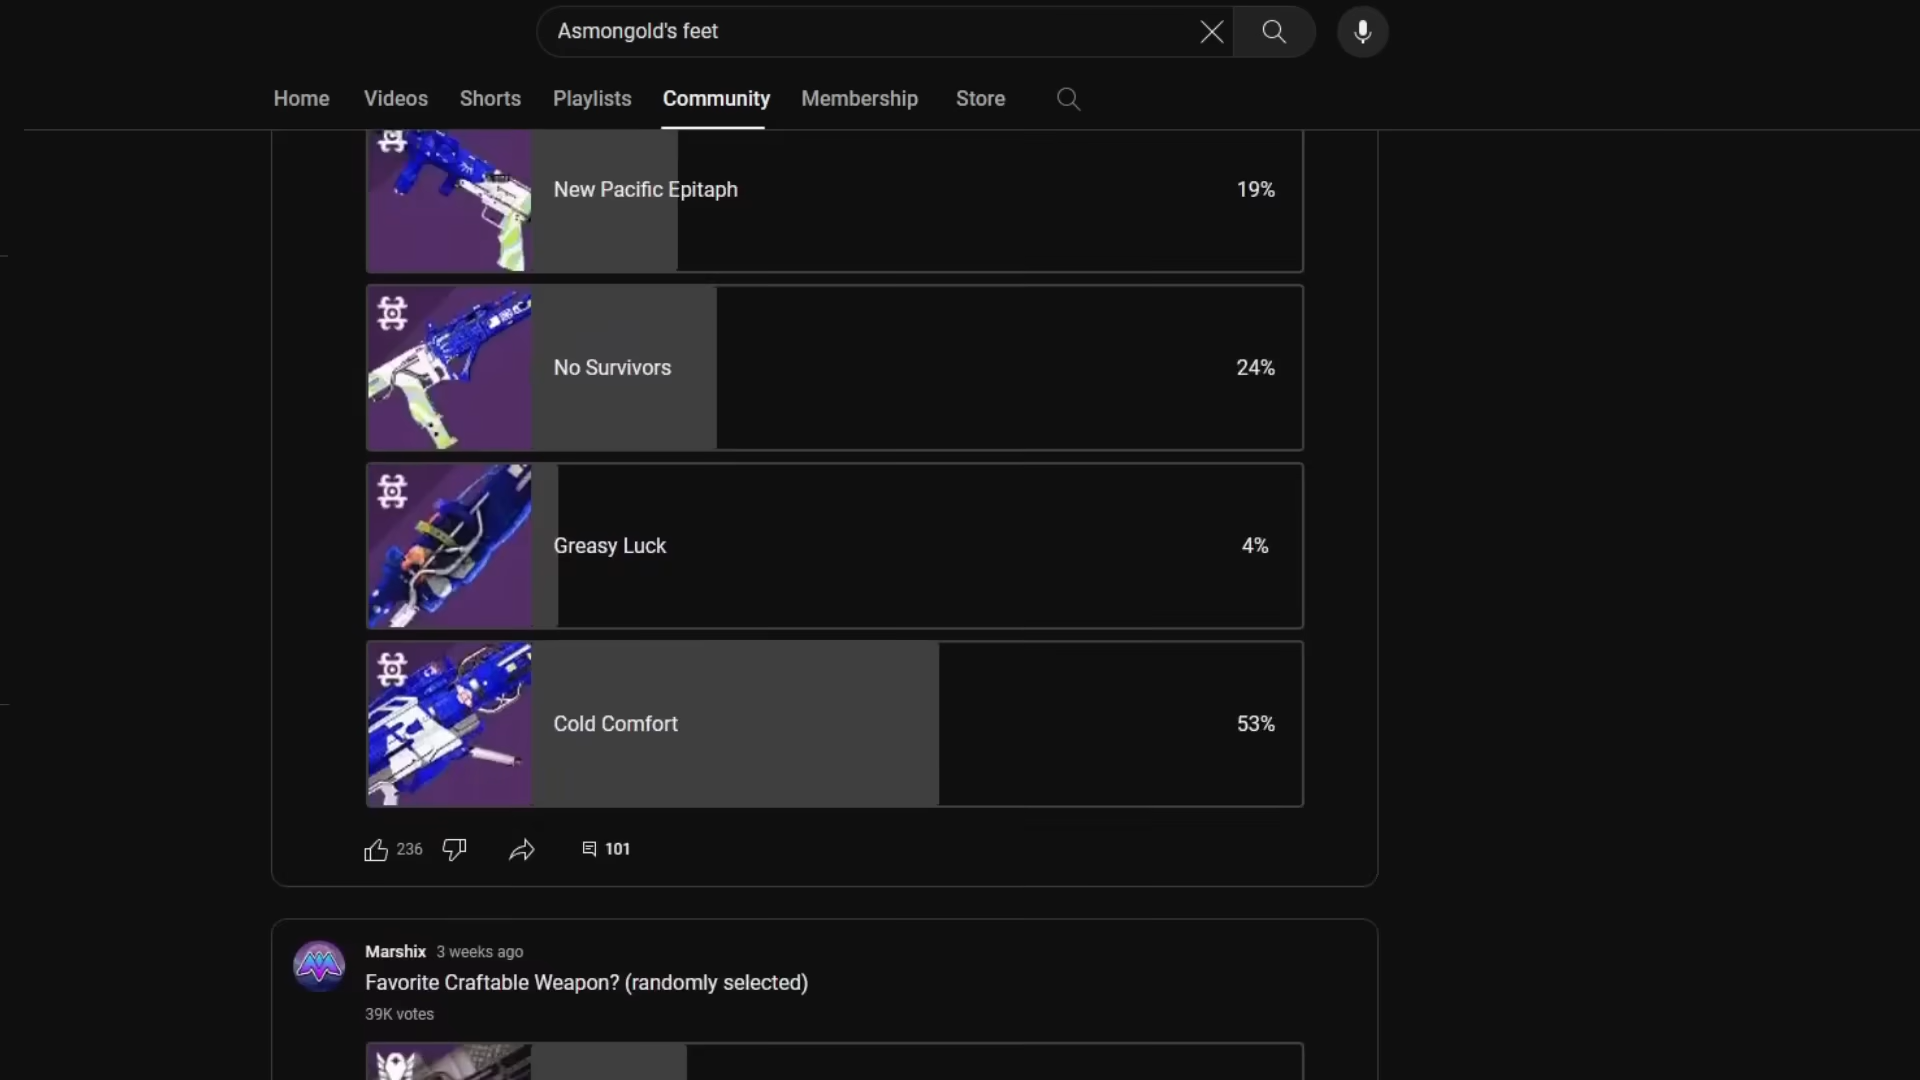 Asmongold's feet
Home Videos Shorts Playlists Community Membership Store
New Pacific Epitaph 19%
No Survivors 24%
Greasy Luck 4%
Cold Comfort 53%
236 101
Marshix 3 weeks ago
Favorite Craftable Weapon? (randomly selected)
39K votes